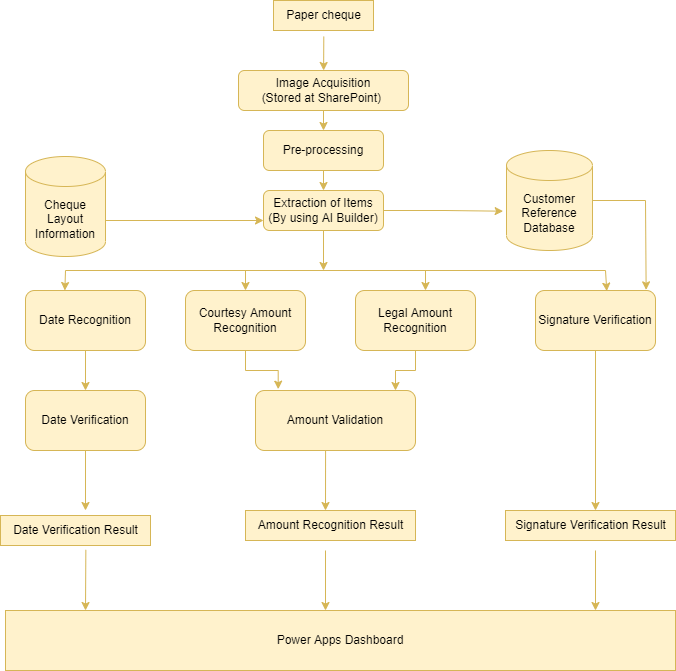 Paper cheque
Image Acquisition
(Stored at SharePoint)
Pre-processing
Cheque
Layout
Information
Extraction of Items
(By using AI Builder)
Customer
Reference
Database
Date Recognition
Courtesy Amount
Recognition
Legal Amount
Recognition
Signature Verification
Date Verification
Amount Validation
Date Verification Result
Amount Recognition Result
Signature Verification Result
Power Apps Dashboard